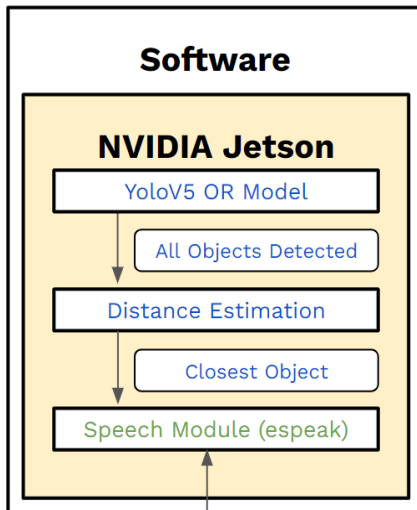 Software
NVIDIA Jetson
YoloV5 OR Model
All Objects Detected
Distance Estimation
Closest Object
Speech Module (espeak)